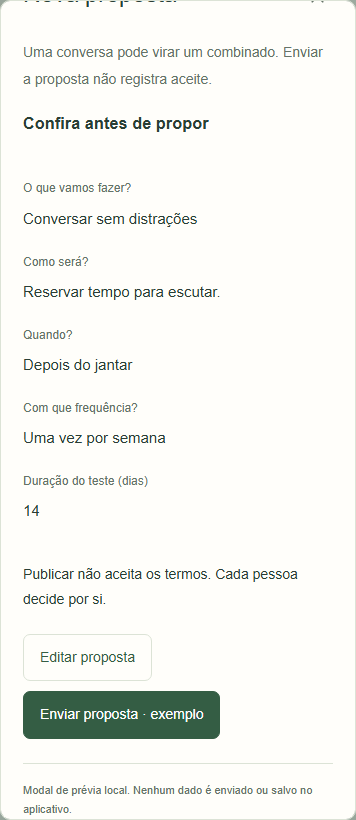 Nova proposta
Uma conversa pode virar um combinado. Enviar
a proposta não registra aceite.
Confira antes de propor
O que vamos fazer?
Conversar sem distrações
Como será?
Reservar tempo para escutar.
Quando?
Depois do jantar
Com que frequência?
Uma vez por semana
Duração do teste (dias)
14
Publicar não aceita os termos. Cada pessoa
decide por si.
Editar proposta
Enviar proposta · exemplo
Modal de prévia local. Nenhum dado é enviado ou salvo no
aplicativo.